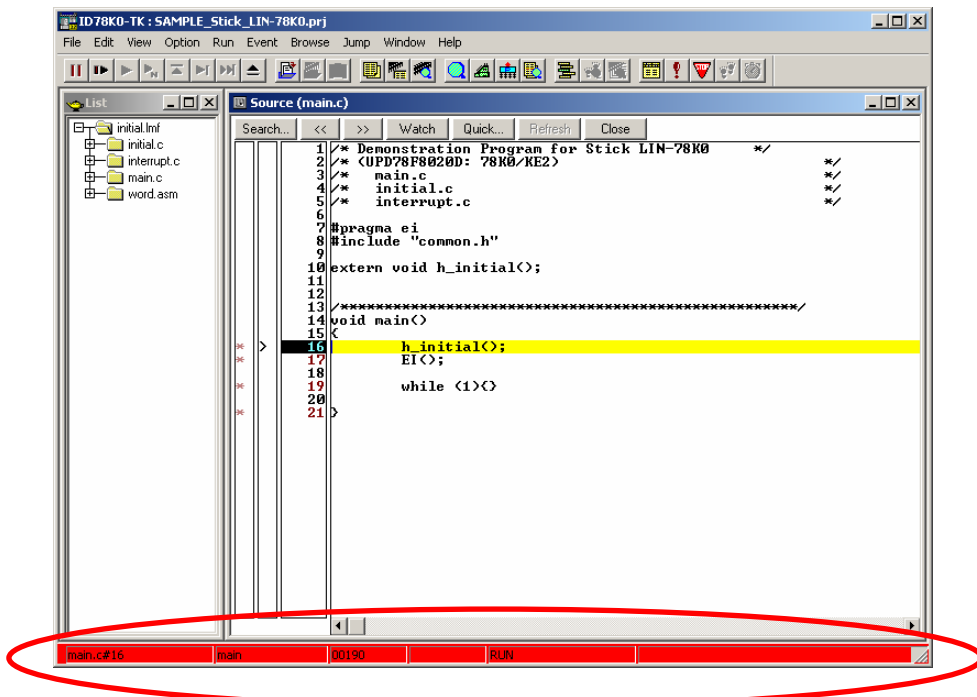 ID78K0-TK : SAMPLE_Stick_LIN-78K0.prj
File Edit View Option Run Event Browse Jump Window Help
List
initial.lmf
initial.c
interrupt.c
main.c
word.asm
Source (main.c)
Search... << >> Watch Quick... Refresh Close
1 /* Demonstration Program for Stick LIN-78K0 */
2 /* (UPD78F8020D: 78K0/KE2) */
3 /* main.c */
4 /* initial.c */
5 /* interrupt.c */
6
7 #pragma ei
8 #include "common.h"
9
10 extern void h_initial();
11
12
13 /****************************************************/
14 void main()
15 {
* > 16 h_initial();
* 17 EI();
18
* 19 while (1){}
20
* 21 }
main.c#16 main 00190 RUN